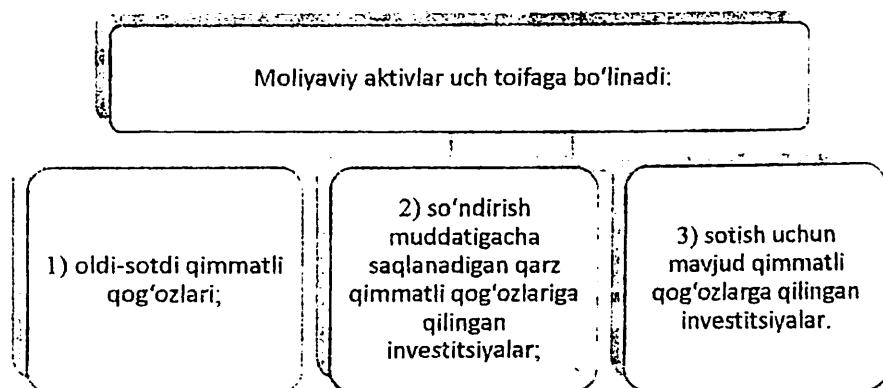 Moliyaviy aktivlar uch toifaga bo‘linadi:
1) oldi-sotdi qimmatli
qog‘ozlari;
2) so‘ndirish
muddatigacha
saqlanadigan qarz
qimmatli qog‘ozlariga
qilingan
investitsiyalar;
3) sotish uchun
mavjud qimmatli
qog‘ozlarga qilingan
investitsiyalar.